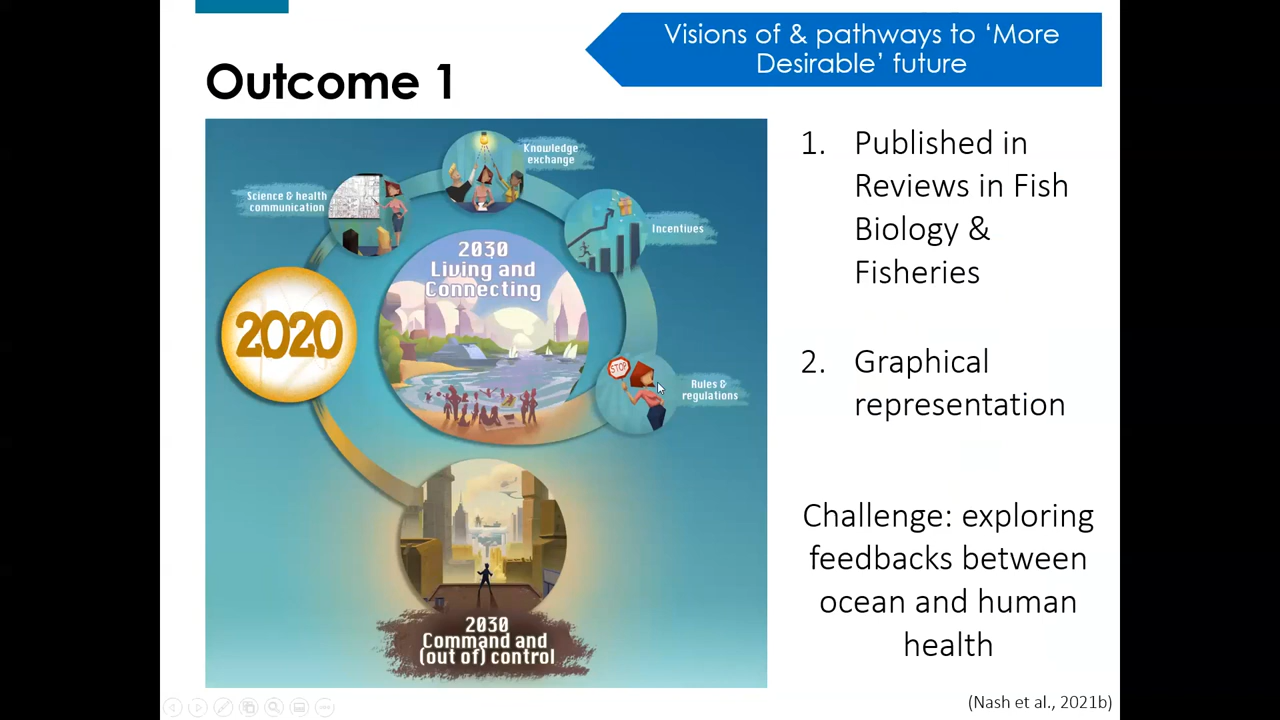 Visions of & pathways to ‘More
Desirable’ future
Outcome 1
Knowledge
exchange
Science & health
communication
Incentives
2030
Living and
Connecting
2020
STOP
Rules &
regulations
2030
Command and
(out of) control
1. Published in
Reviews in Fish
Biology &
Fisheries
2. Graphical
representation
Challenge: exploring
feedbacks between
ocean and human
health
(Nash et al., 2021b)